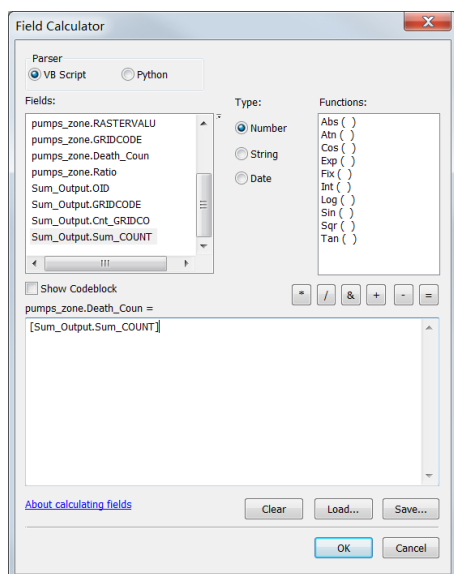 Field Calculator
Parser
VB Script Python
Fields:
pumps_zone.RASTERVALU
pumps_zone.GRIDCODE
pumps_zone.Death_Coun
pumps_zone.Ratio
Sum_Output.OID
Sum_Output.GRIDCODE
Sum_Output.Cnt_GRIDCO
Sum_Output.Sum_COUNT
Type:
Number
String
Date
Functions:
Abs ( )
Atn ( )
Cos ( )
Exp ( )
Fix ( )
Int ( )
Log ( )
Sin ( )
Sqr ( )
Tan ( )
Show Codeblock
* / & + - =
pumps_zone.Death_Coun =
[Sum_Output.Sum_COUNT]
About calculating fields
Clear Load... Save...
OK Cancel